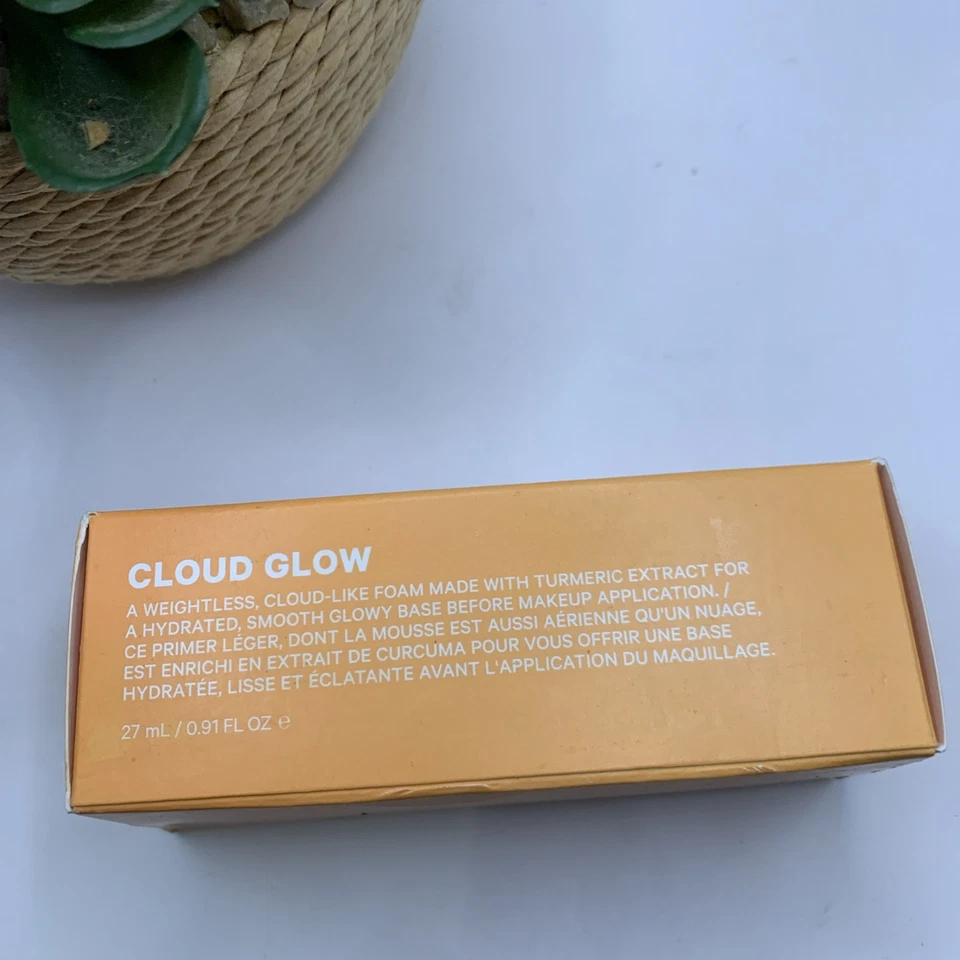 CLOUD GLOW
A WEIGHTLESS, CLOUD-LIKE FOAM MADE WITH TURMERIC EXTRACT FOR
A HYDRATED, SMOOTH GLOWY BASE BEFORE MAKEUP APPLICATION. /
CE PRIMER LÉGER, DONT LA MOUSSE EST AUSSI AÉRIENNE QU'UN NUAGE,
EST ENRICHI EN EXTRAIT DE CURCUMA POUR VOUS OFFRIR UNE BASE
HYDRATÉE, LISSE ET ÉCLATANTE AVANT L'APPLICATION DU MAQUILLAGE.
27 mL / 0.91 FL OZ ℮